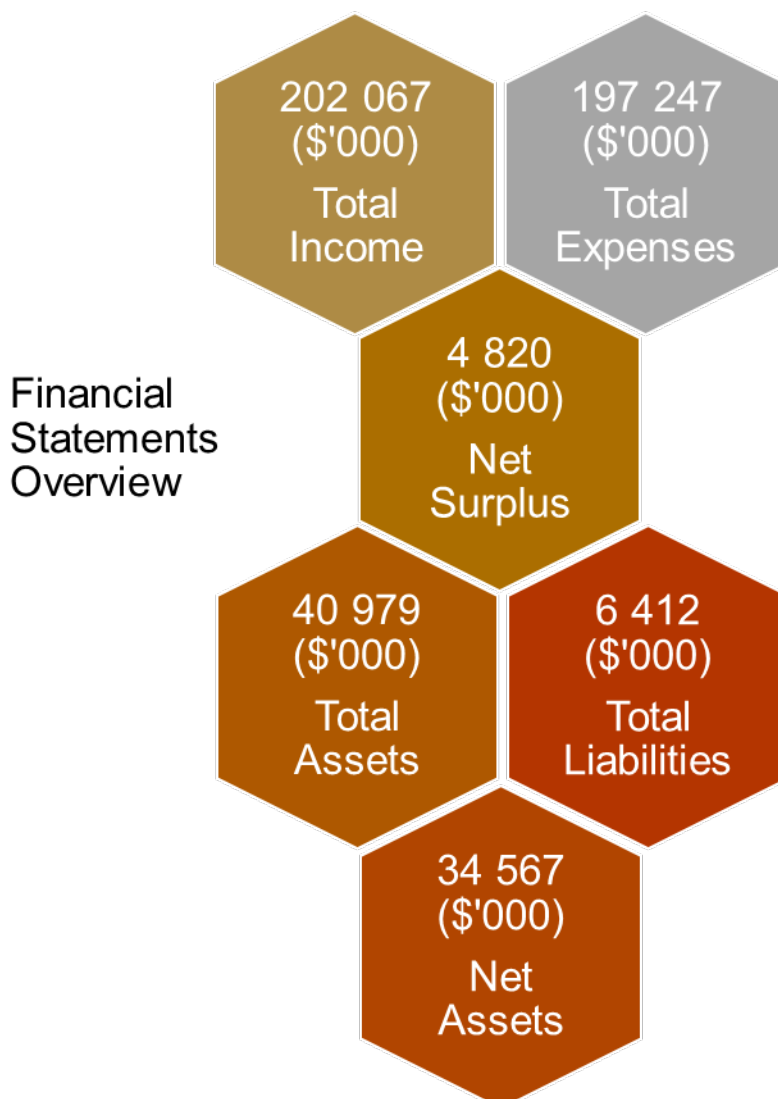 202 067
($'000)
Total
Income
197 247
($'000)
Total
Expenses
Financial
Statements
Overview
4 820
($'000)
Net
Surplus
40 979
($'000)
Total
Assets
6 412
($'000)
Total
Liabilities
34 567
($'000)
Net
Assets